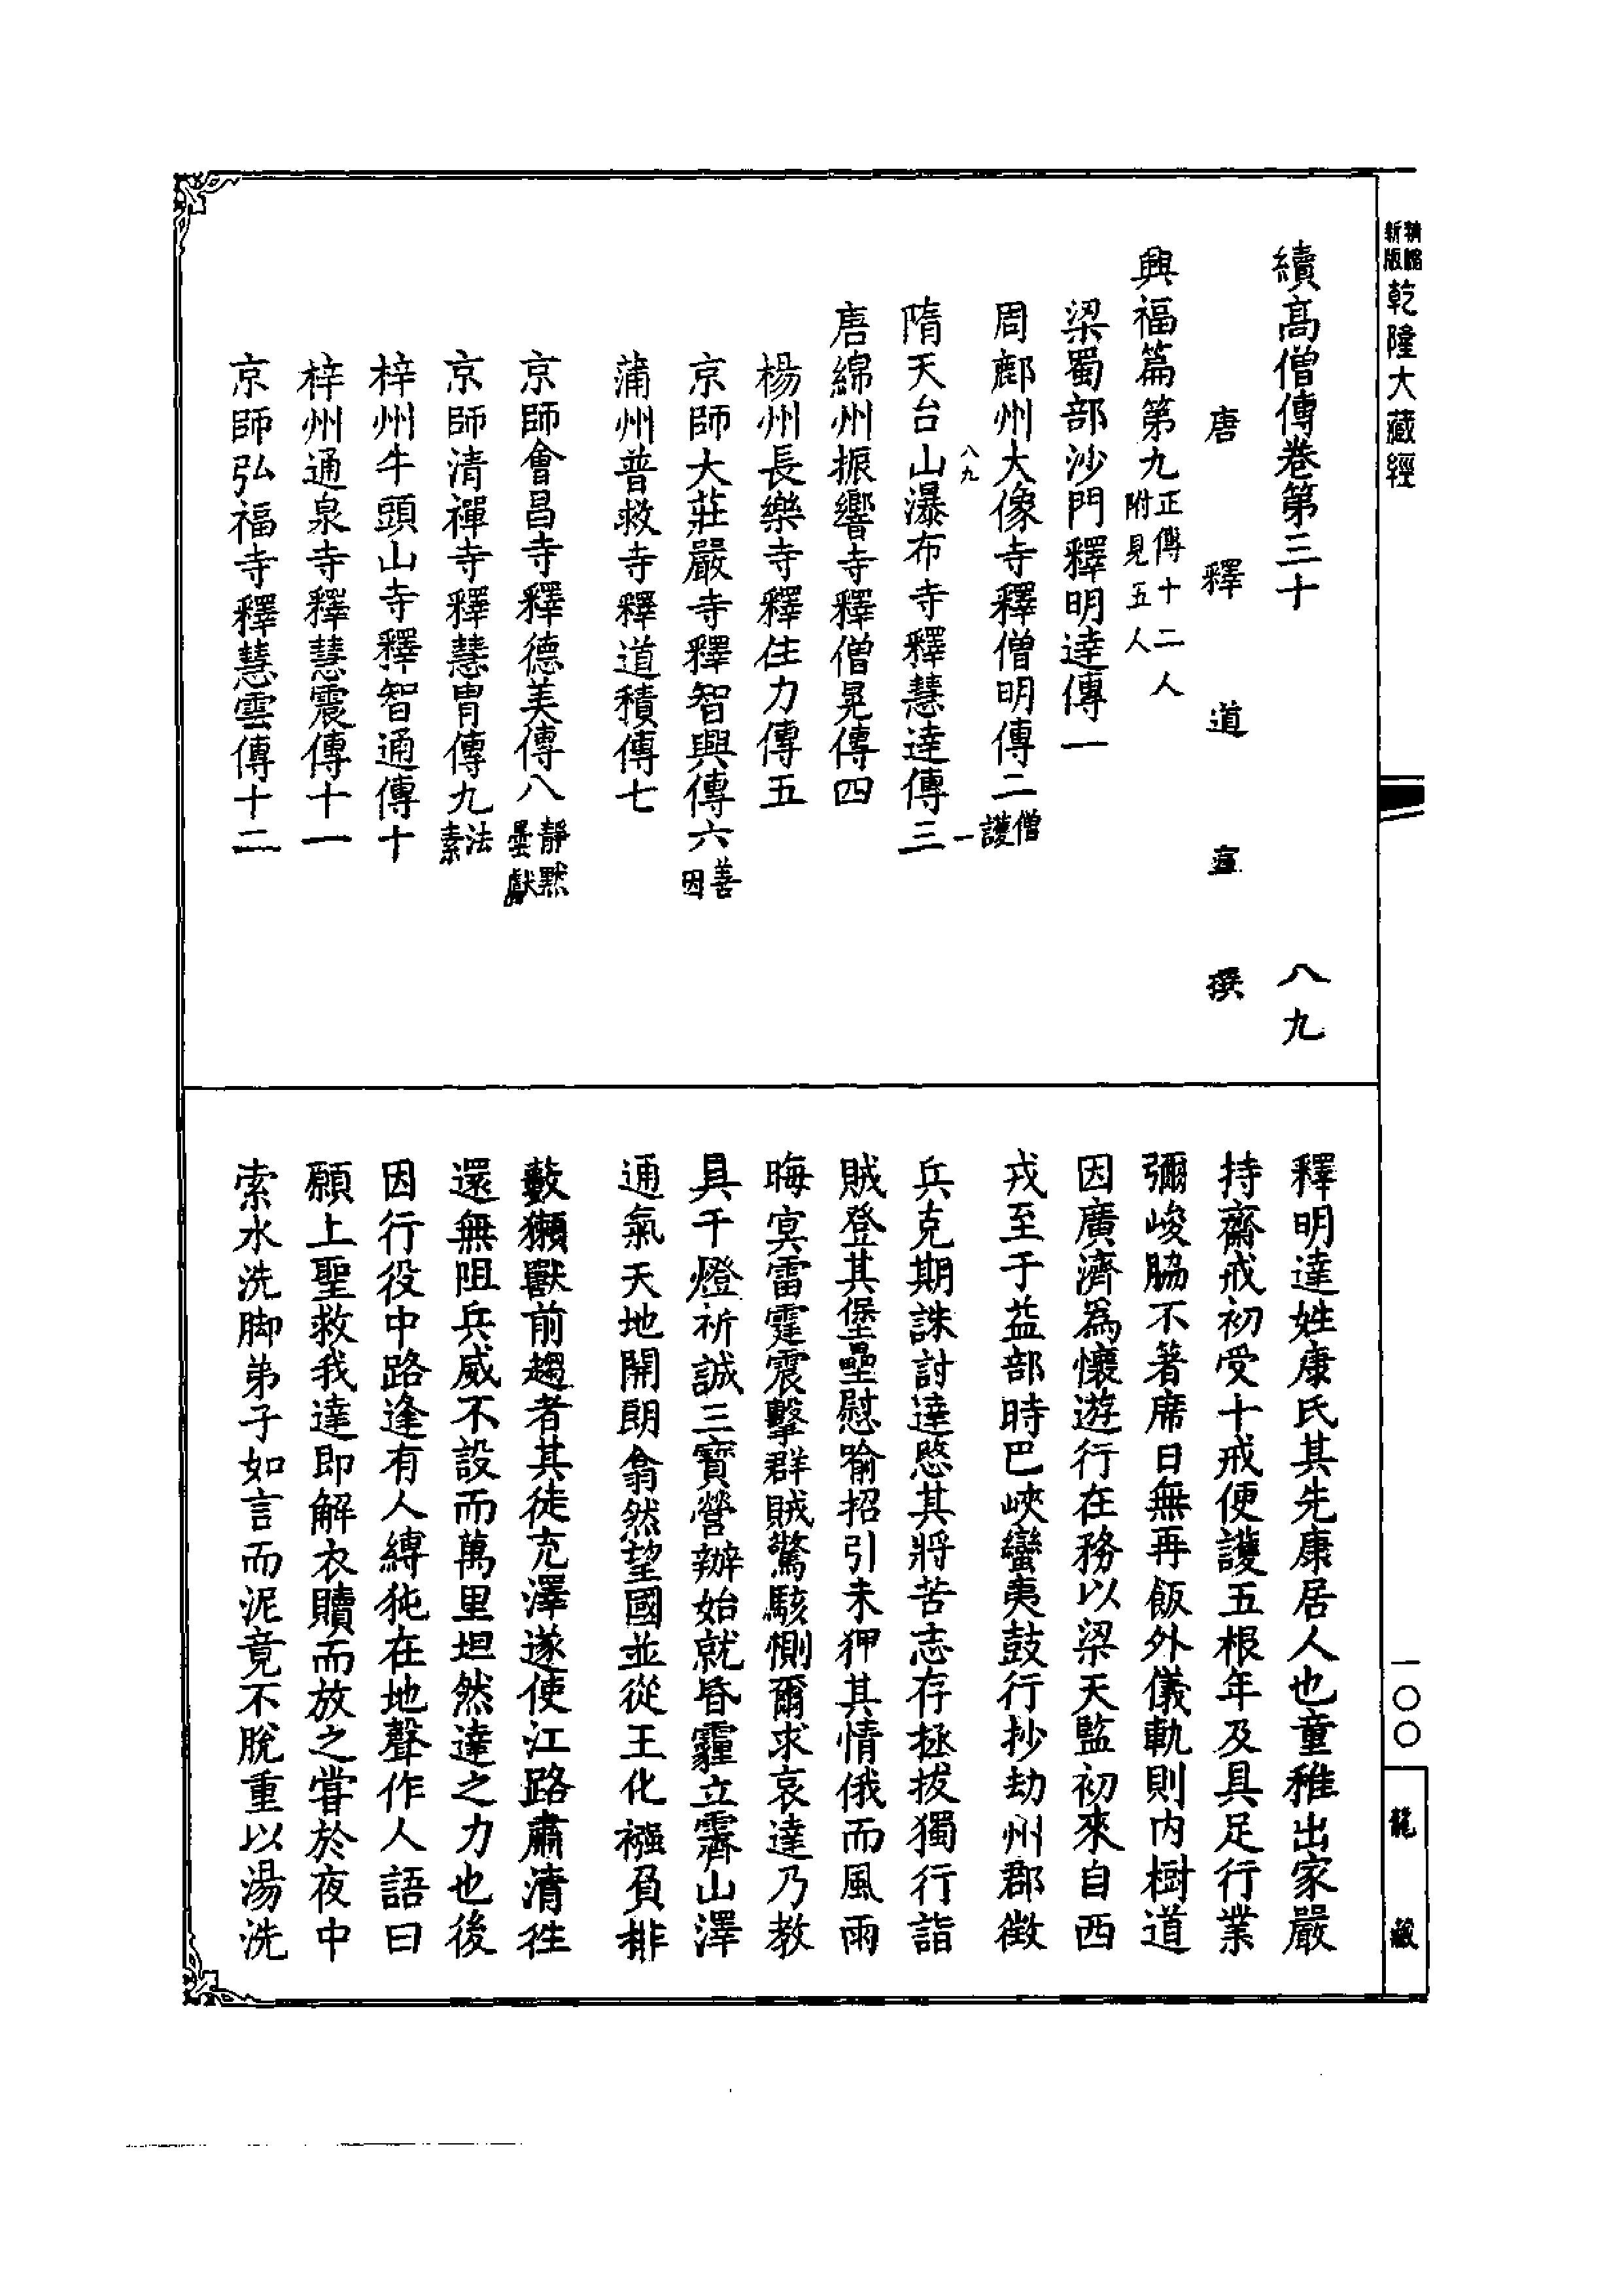 新版 精縮 乾隆大藏經
續高僧傳卷第三十 八九
唐 釋 道 宣 撰
興福篇第九 正傳十二人 附見五人
梁蜀部沙門釋明達傳一
周鄜州大像寺釋僧明傳二 僧護
八九 一
隋天台山瀑布寺釋慧達傳三
唐綿州振響寺釋僧晃傳四
楊州長樂寺釋住力傳五
京師大莊嚴寺釋智興傳六 善因
蒲州普救寺釋道積傳七
京師會昌寺釋德美傳八 靜默 曇獻
京師清禪寺釋慧胄傳九 法素
梓州牛頭山寺釋智通傳十
梓州通泉寺釋慧震傳十一
京師弘福寺釋慧雲傳十二
釋明達姓康氏其先康居人也童稚出家嚴
持齋戒初受十戒便護五根年及具足行業
彌峻脇不著席日無再飯外儀軌則內樹道
因廣濟為懷遊行在務以梁天監初來自西
戎至于益部時巴峽蠻夷鼓行抄劫州郡徵
兵克期誅討達愍其將苦志存拯拔獨行詣
賊登其堡壘慰喻招引未狎其情俄而風雨
晦冥雷霆震擊群賊驚駭惻爾求哀達乃教
具千燈祈誠三寶營辦始就昏霾立霽山澤
通氣天地開朗翕然望國並從王化襁負排
藪獺獸前趨者其徒充澤遂使江路肅清往
還無阻兵威不設而萬里坦然達之力也後
因行役中路逢有人縛㹠在地聲作人語曰
願上聖救我達即解衣贖而放之嘗於夜中
索水洗脚弟子如言而泥竟不脫重以湯洗
一〇〇
龍 藏